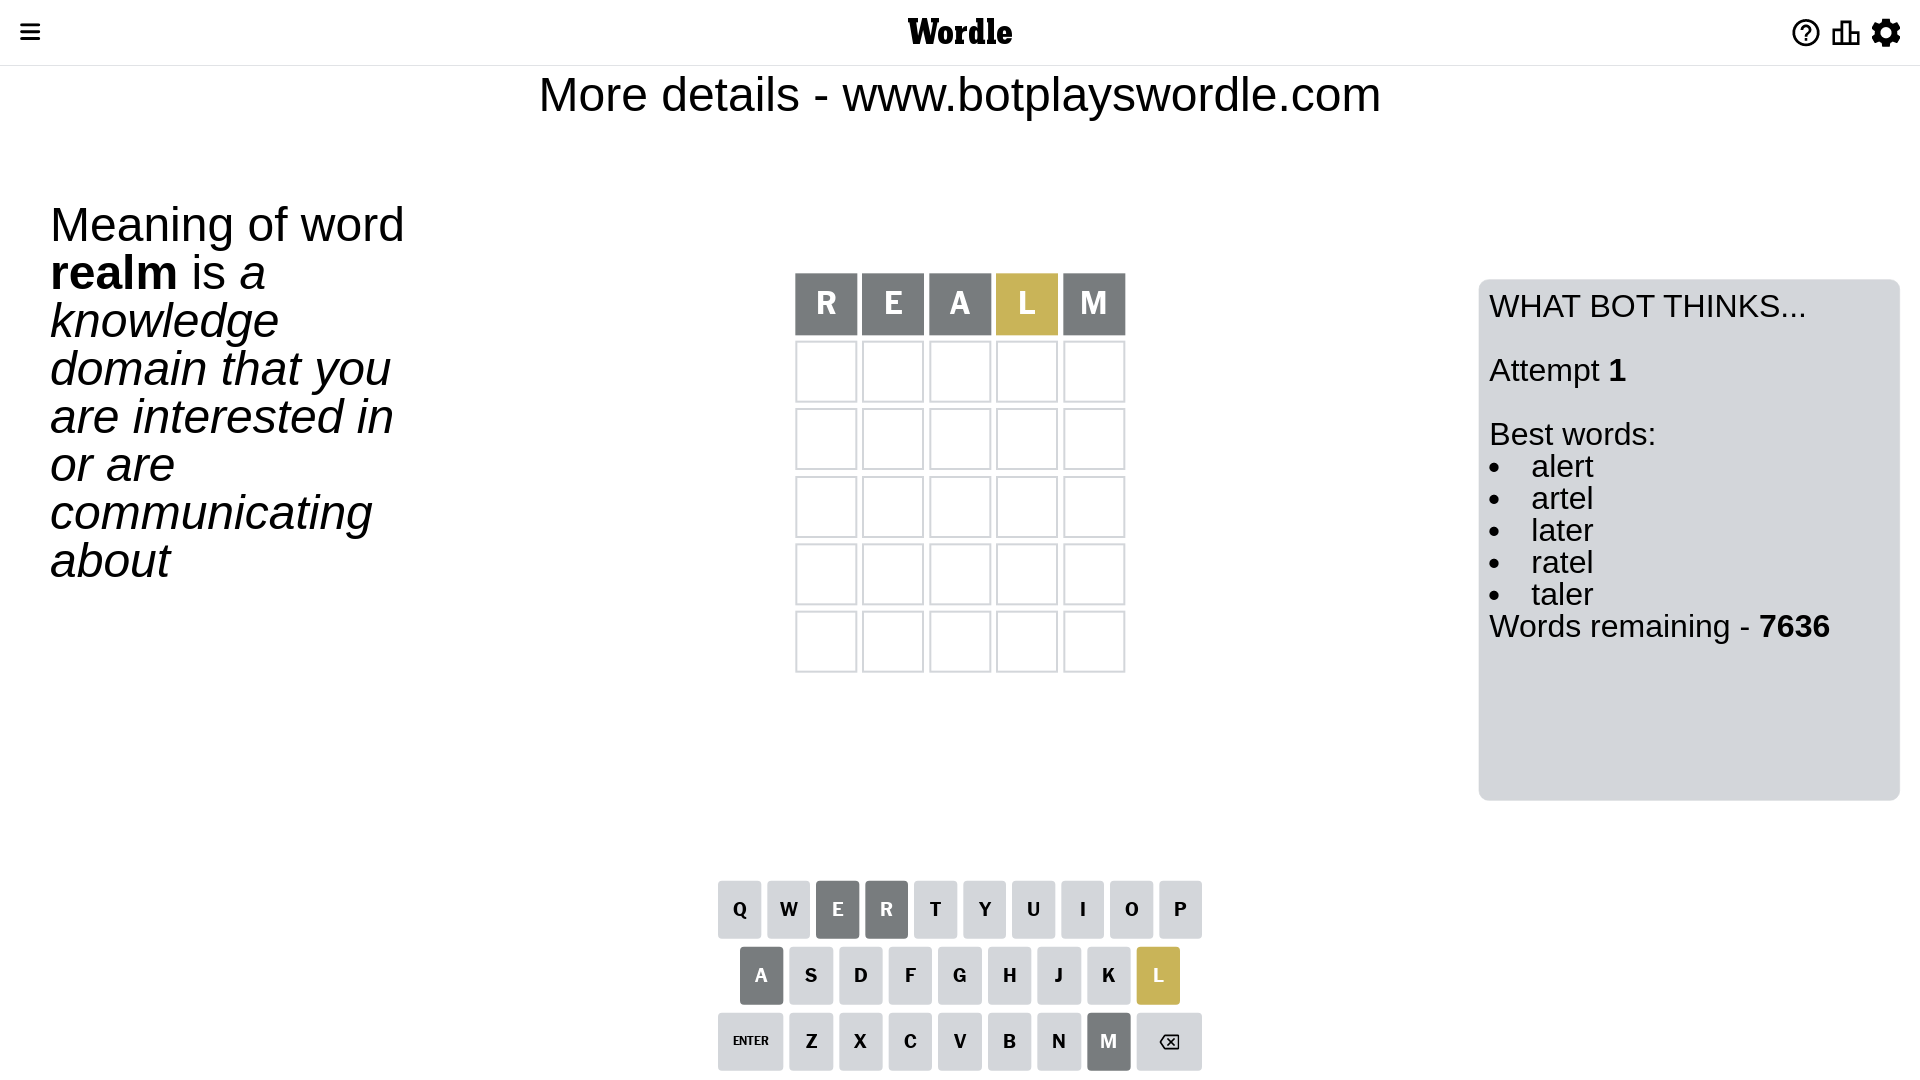 Wordle
More details - www.botplayswordle.com
Meaning of word
realm is a
knowledge
domain that you
are interested in
or are
communicating
about
R E A L M
WHAT BOT THINKS...
Attempt 1
Best words:
• alert
• artel
• later
• ratel
• taler
Words remaining - 7636
Q W E R T Y U I O P
A S D F G H J K L
ENTER Z X C V B N M